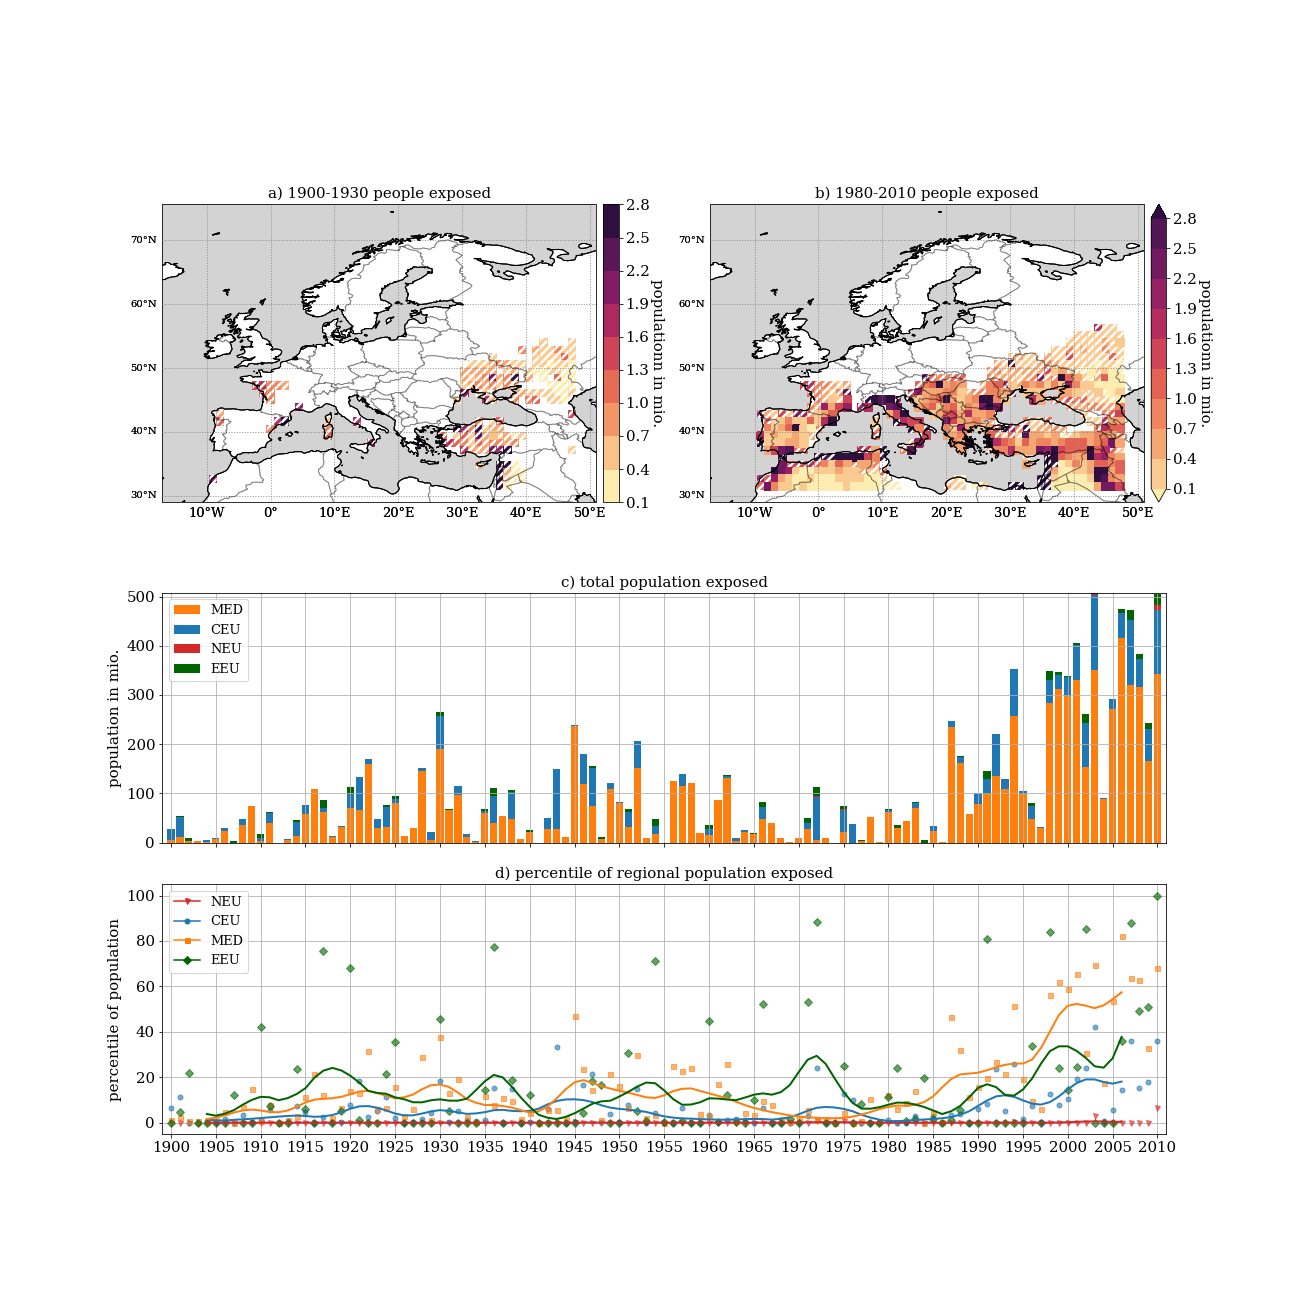 a) 1900-1930 people exposed
b) 1980-2010 people exposed
70°N
60°N
50°N
40°N
30°N
10°W 0° 10°E 20°E 30°E 40°E 50°E
2.8
2.5
2.2
1.9
1.6
1.3
1.0
0.7
0.4
0.1
populationn in mio.
70°N
60°N
50°N
40°N
30°N
10°W 0° 10°E 20°E 30°E 40°E 50°E
2.8
2.5
2.2
1.9
1.6
1.3
1.0
0.7
0.4
0.1
populationn in mio.
c) total population exposed
population in mio.
500
400
300
200
100
0
MED
CEU
NEU
EEU
d) percentile of regional population exposed
percentile of population
100
80
60
40
20
0
NEU
CEU
MED
EEU
1900 1905 1910 1915 1920 1925 1930 1935 1940 1945 1950 1955 1960 1965 1970 1975 1980 1985 1990 1995 2000 2005 2010